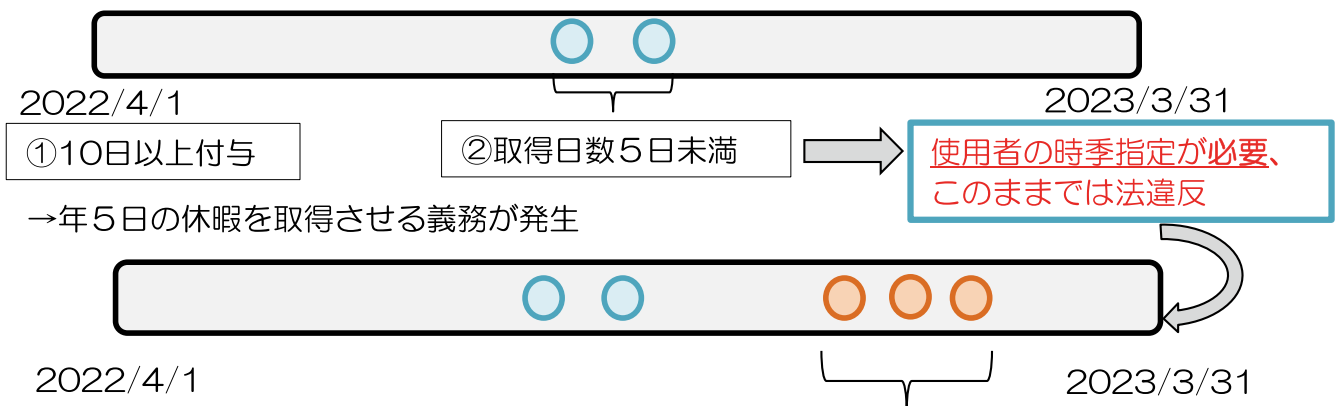 2022/4/1
2023/3/31
①10日以上付与
②取得日数５日未満
使用者の時季指定が必要、
このままでは法違反
→年５日の休暇を取得させる義務が発生
2022/4/1
2023/3/31